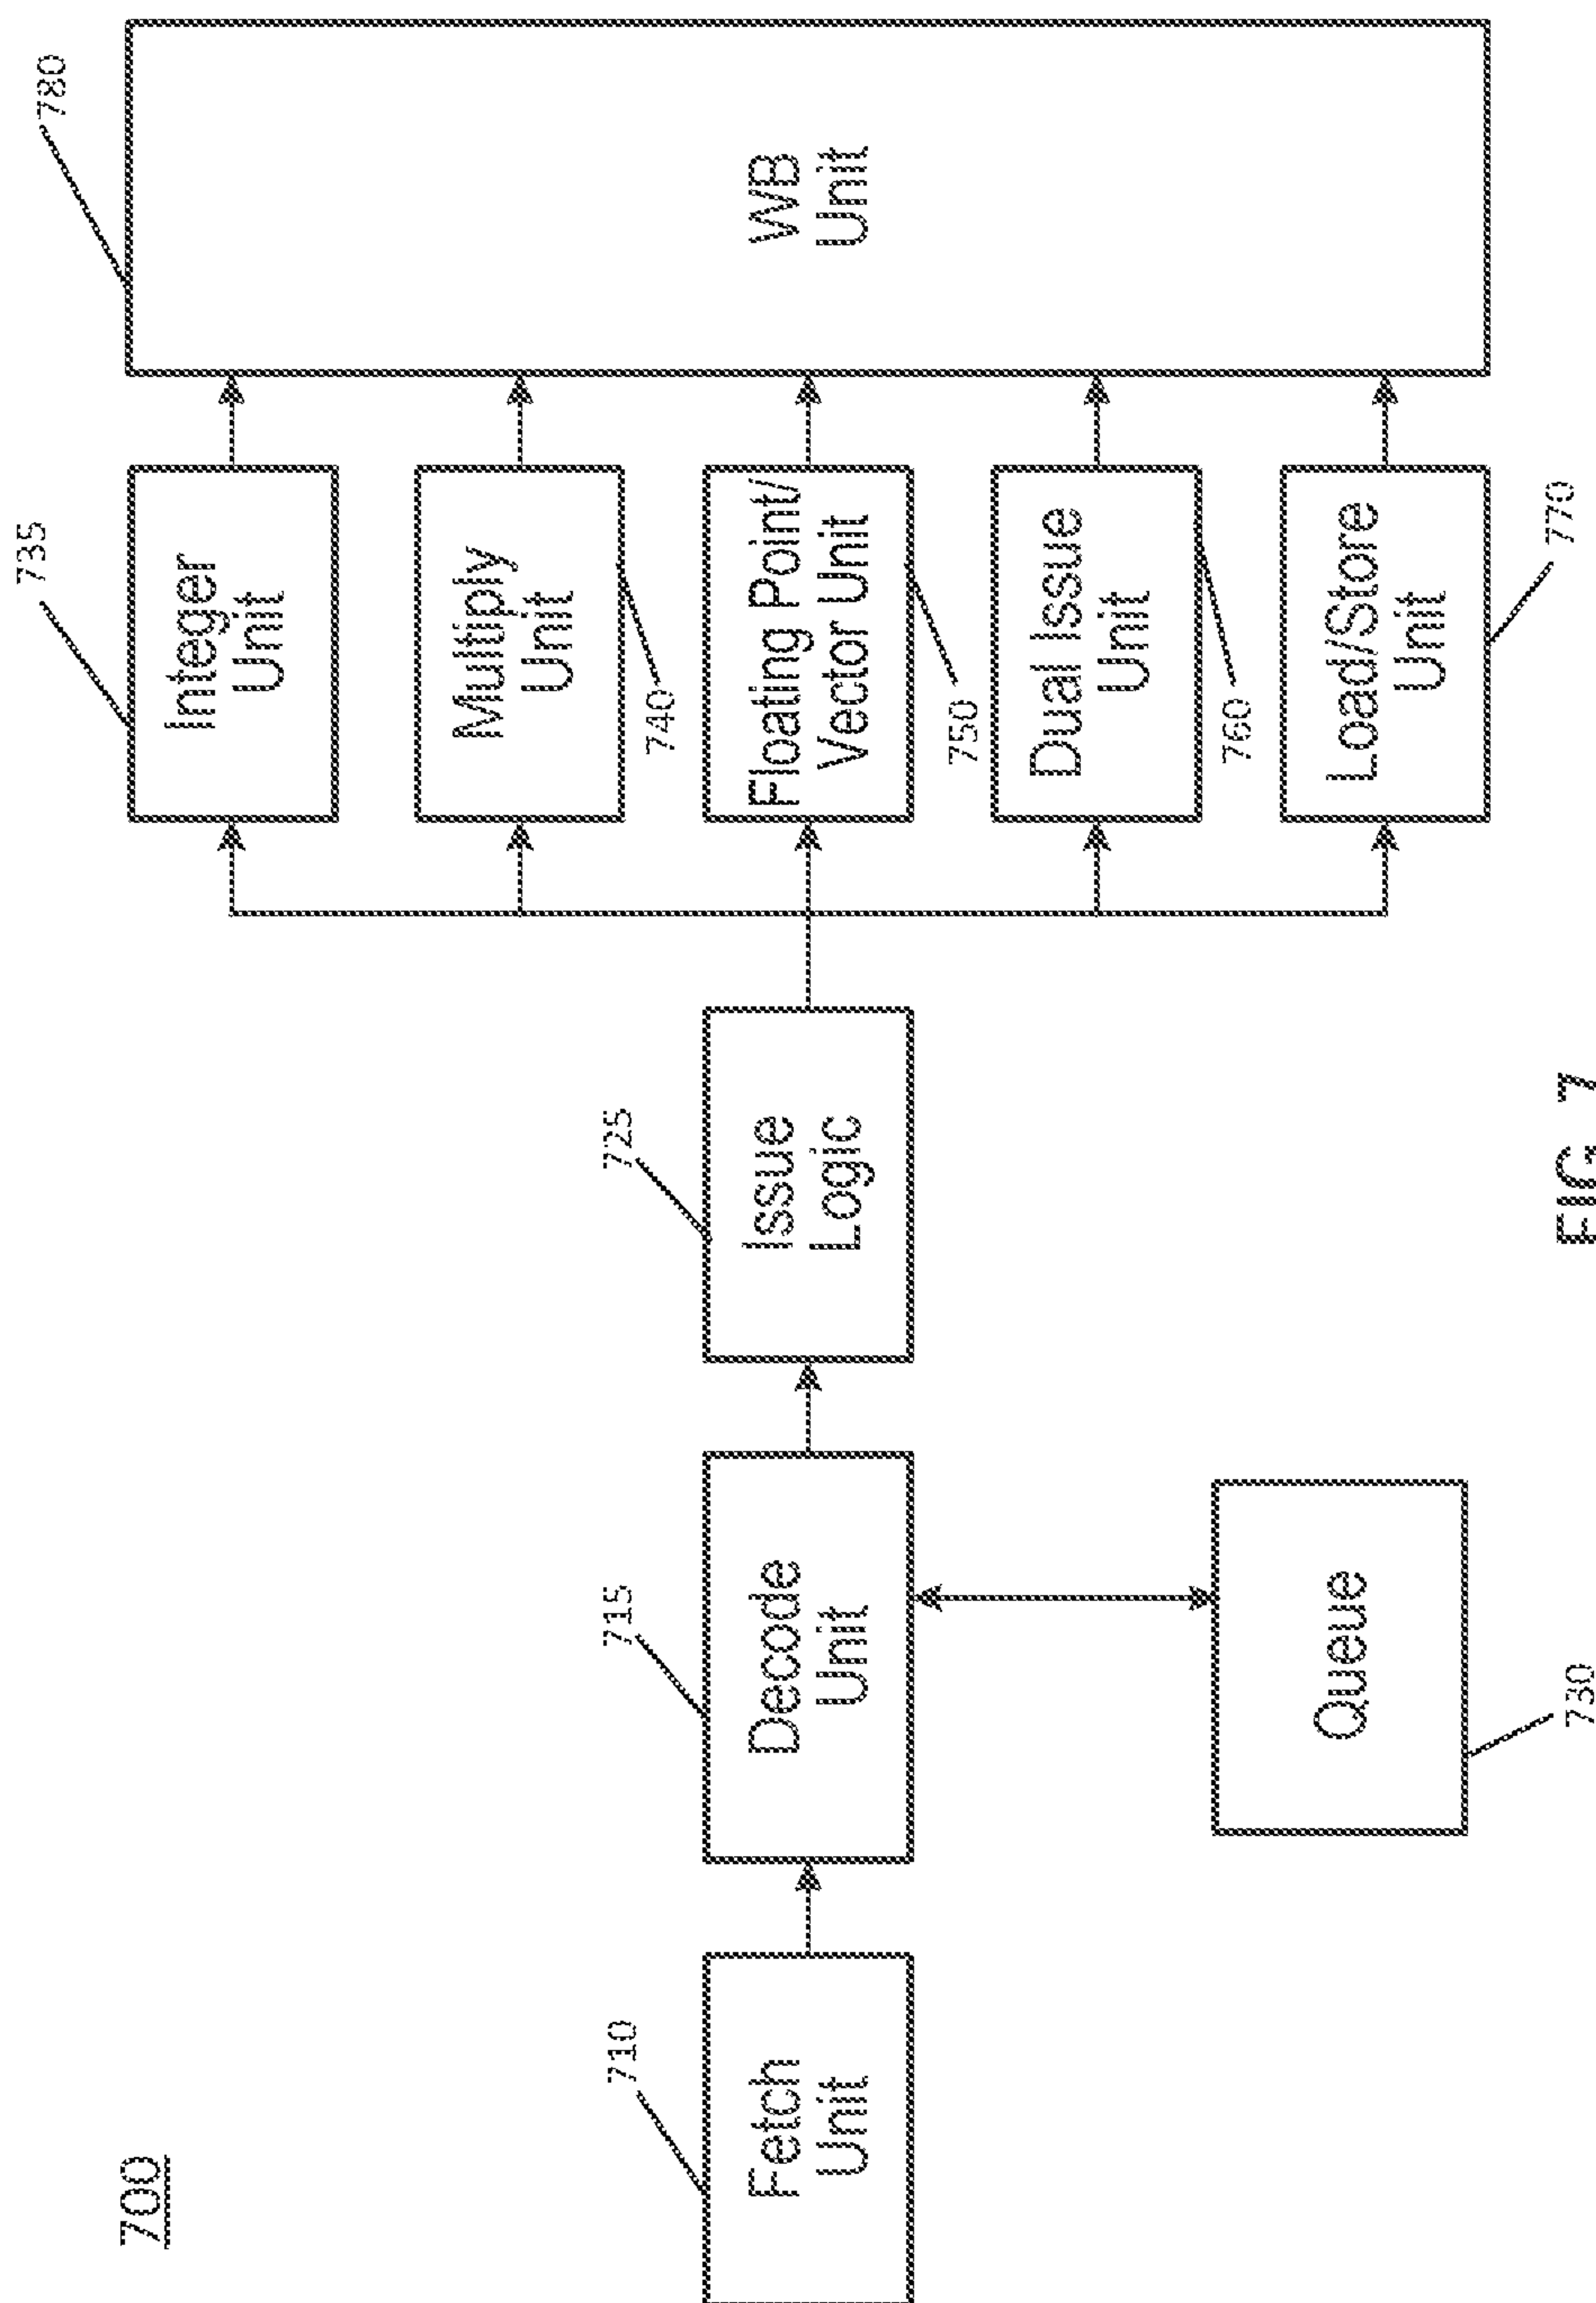 700
710
Fetch
Unit
715
Decode
Unit
Queue
730
725
Issue
Logic
735
Integer
Unit
Multiply
Unit
740
Floating Point/
Vector Unit
750
Dual Issue
Unit
760
Load/Store
Unit
770
780
WB
Unit
FIG. 7